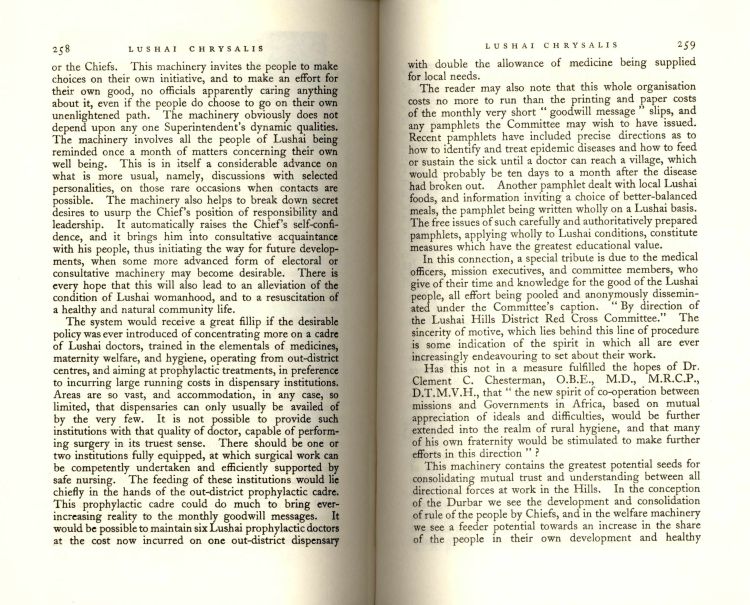 258 LUSHAI CHRYSALIS
or the Chiefs. This machinery invites the people to make
choices on their own initiative, and to make an effort for
their own good, no officials apparently caring anything
about it, even if the people do choose to go on their own
unenlightened path. The machinery obviously does not
depend upon any one Superintendent's dynamic qualities.
The machinery involves all the people of Lushai being
reminded once a month of matters concerning their own
well being. This is in itself a considerable advance on
what is more usual, namely, discussions with selected
personalities, on those rare occasions when contacts are
possible. The machinery also helps to break down secret
desires to usurp the Chief's position of responsibility and
leadership. It automatically raises the Chief's self-confi-
dence, and it brings him into consultative acquaintance
with his people, thus initiating the way for future develop-
ments, when some more advanced form of electoral or
consultative machinery may become desirable. There is
every hope that this will also lead to an alleviation of the
condition of Lushai womanhood, and to a resuscitation of
a healthy and natural community life.
The system would receive a great fillip if the desirable
policy was ever introduced of concentrating more on a cadre
of Lushai doctors, trained in the elementals of medicines,
maternity welfare, and hygiene, operating from out-district
centres, and aiming at prophylactic treatments, in preference
to incurring large running costs in dispensary institutions.
Areas are so vast, and accommodation, in any case, so
limited, that dispensaries can only usually be availed of
by the very few. It is not possible to provide such
institutions with that quality of doctor, capable of perform-
ing surgery in its truest sense. There should be one or
two institutions fully equipped, at which surgical work can
be competently undertaken and efficiently supported by
safe nursing. The feeding of these institutions would lie
chiefly in the hands of the out-district prophylactic cadre.
This prophylactic cadre could do much to bring ever-
increasing reality to the monthly goodwill messages. It
would be possible to maintain six Lushai prophylactic doctors
at the cost now incurred on one out-district dispensary
LUSHAI CHRYSALIS 259
with double the allowance of medicine being supplied
for local needs.
The reader may also note that this whole organisation
costs no more to run than the printing and paper costs
of the monthly very short " goodwill message " slips, and
any pamphlets the Committee may wish to have issued.
Recent pamphlets have included precise directions as to
how to identify and treat epidemic diseases and how to feed
or sustain the sick until a doctor can reach a village, which
would probably be ten days to a month after the disease
had broken out. Another pamphlet dealt with local Lushai
foods, and information inviting a choice of better-balanced
meals, the pamphlet being written wholly on a Lushai basis.
The free issues of such carefully and authoritatively prepared
pamphlets, applying wholly to Lushai conditions, constitute
measures which have the greatest educational value.
In this connection, a special tribute is due to the medical
officers, mission executives, and committee members, who
give of their time and knowledge for the good of the Lushai
people, all effort being pooled and anonymously dissemin-
ated under the Committee's caption. " By direction of
the Lushai Hills District Red Cross Committee." The
sincerity of motive, which lies behind this line of procedure
is some indication of the spirit in which all are ever
increasingly endeavouring to set about their work.
Has this not in a measure fulfilled the hopes of Dr.
Clement C. Chesterman, O.B.E., M.D., M.R.C.P.,
D.T.M.V.H., that " the new spirit of co-operation between
missions and Governments in Africa, based on mutual
appreciation of ideals and difficulties, would be further
extended into the realm of rural hygiene, and that many
of his own fraternity would be stimulated to make further
efforts in this direction " ?
This machinery contains the greatest potential seeds for
consolidating mutual trust and understanding between all
directional forces at work in the Hills. In the conception
of the Durbar we see the development and consolidation
of rule of the people by Chiefs, and in the welfare machinery
we see a feeder potential towards an increase in the share
of the people in their own development and healthy